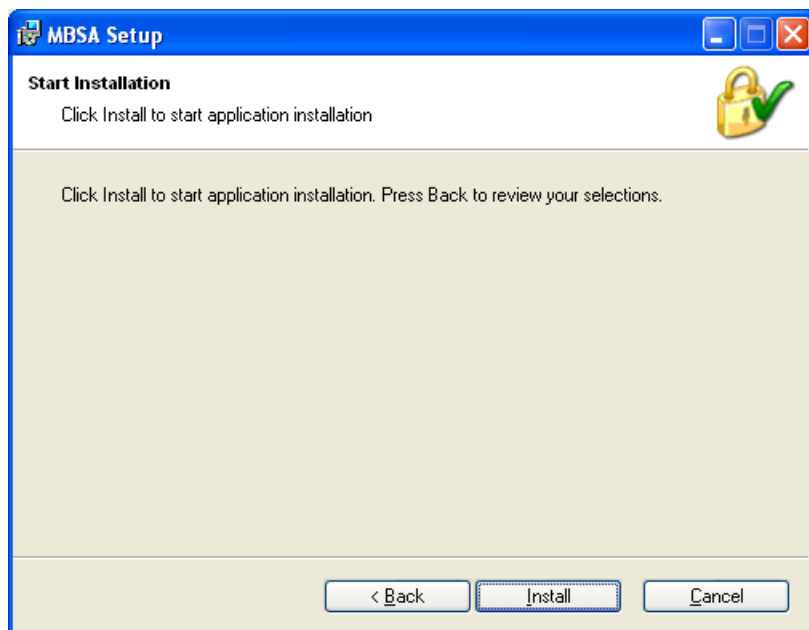 MBSA Setup
Start Installation
Click Install to start application installation
Click Install to start application installation. Press Back to review your selections.
< Back
Install
Cancel